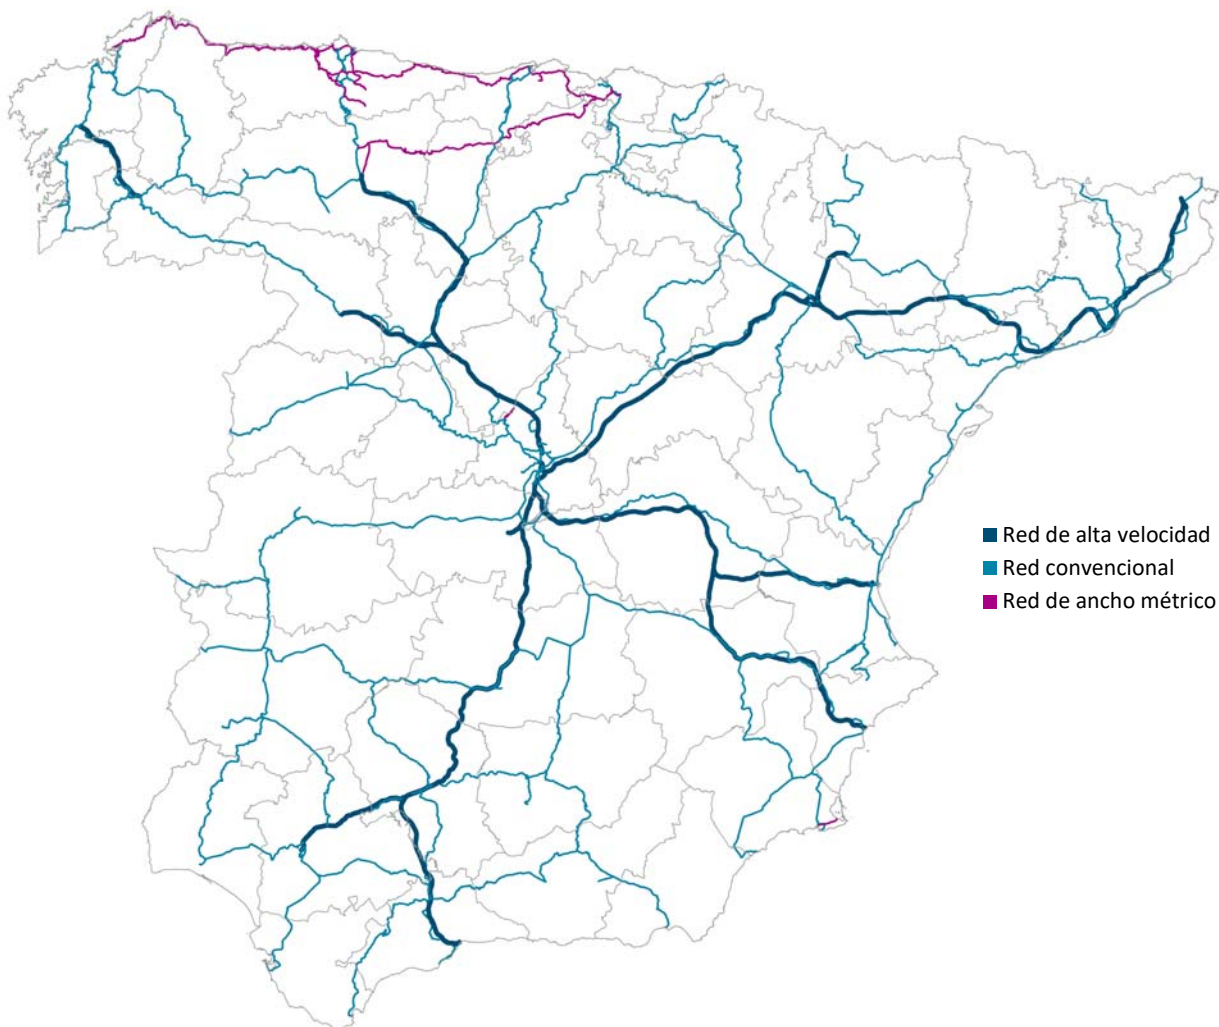 Red de alta velocidad
Red convencional
Red de ancho métrico